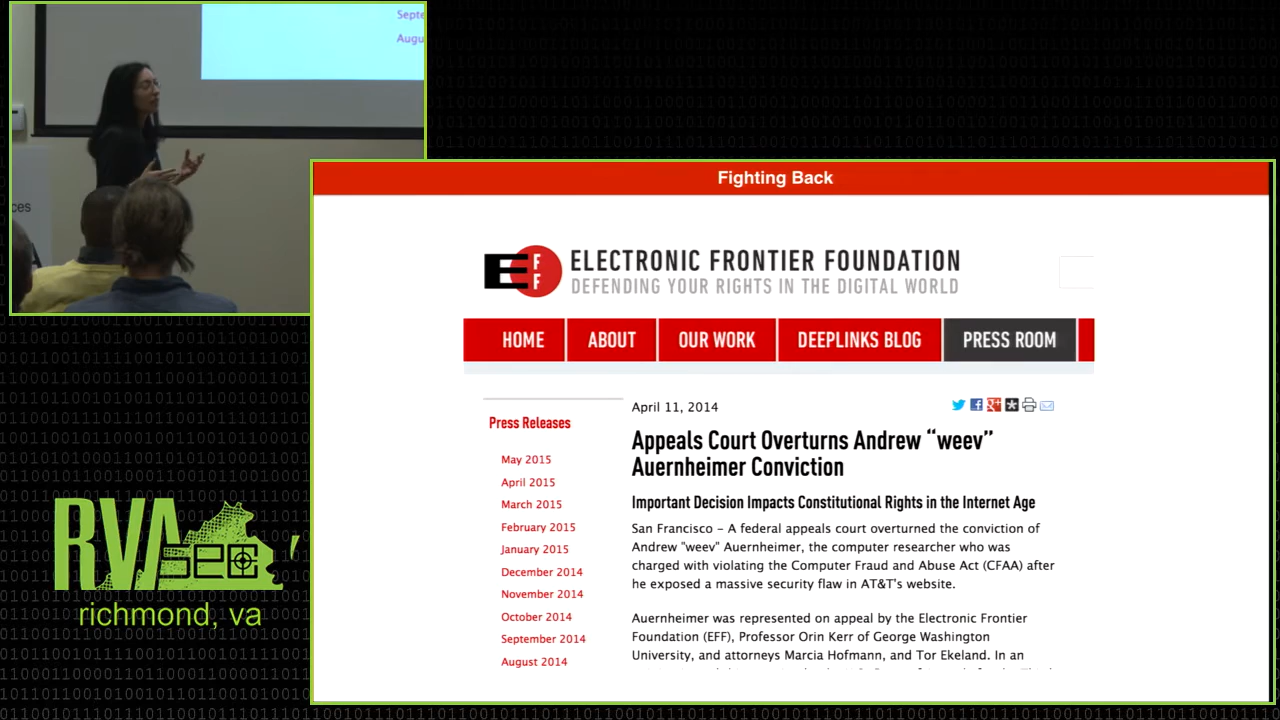 Septe
Augu
ces
Fighting Back
E
F
F
ELECTRONIC FRONTIER FOUNDATION
DEFENDING YOUR RIGHTS IN THE DIGITAL WORLD
HOME ABOUT OUR WORK DEEPLINKS BLOG PRESS ROOM
Press Releases
May 2015
April 2015
March 2015
February 2015
January 2015
December 2014
November 2014
October 2014
September 2014
August 2014
April 11, 2014
Appeals Court Overturns Andrew “weev”
Auernheimer Conviction
Important Decision Impacts Constitutional Rights in the Internet Age
San Francisco – A federal appeals court overturned the conviction of
Andrew "weev" Auernheimer, the computer researcher who was
charged with violating the Computer Fraud and Abuse Act (CFAA) after
he exposed a massive security flaw in AT&T's website.
Auernheimer was represented on appeal by the Electronic Frontier
Foundation (EFF), Professor Orin Kerr of George Washington
University, and attorneys Marcia Hofmann, and Tor Ekeland. In an
RVA
sec
richmond, va